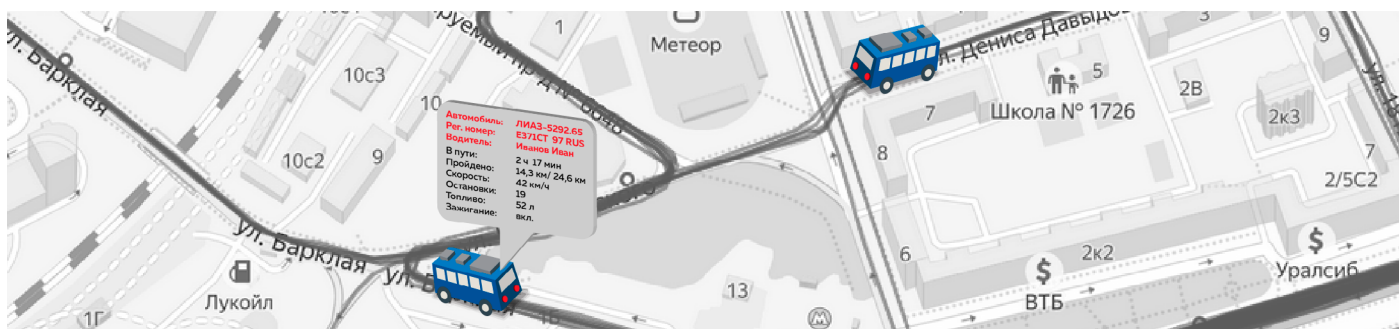 ул. Барклая
10с3
1
Метеор
ул. Дениса Давыдова
9
3
5
2В
Школа № 1726
2к3
7
10
10с2
9
8
7
2/5С2
Автомобиль: ЛИАЗ-5292.65
Рег. номер: Е371СТ 97 RUS
Водитель: Иванов Иван
В пути: 2 ч 17 мин
Пройдено: 14,3 км/ 24,6 км
Скорость: 42 км/ч
Остановки: 19
Топливо: 52 л
Зажигание: вкл.
ул. Барклая
6
2к2
$
$
Уралсиб
ВТБ
Лукойл
13
М
1Г
1Б